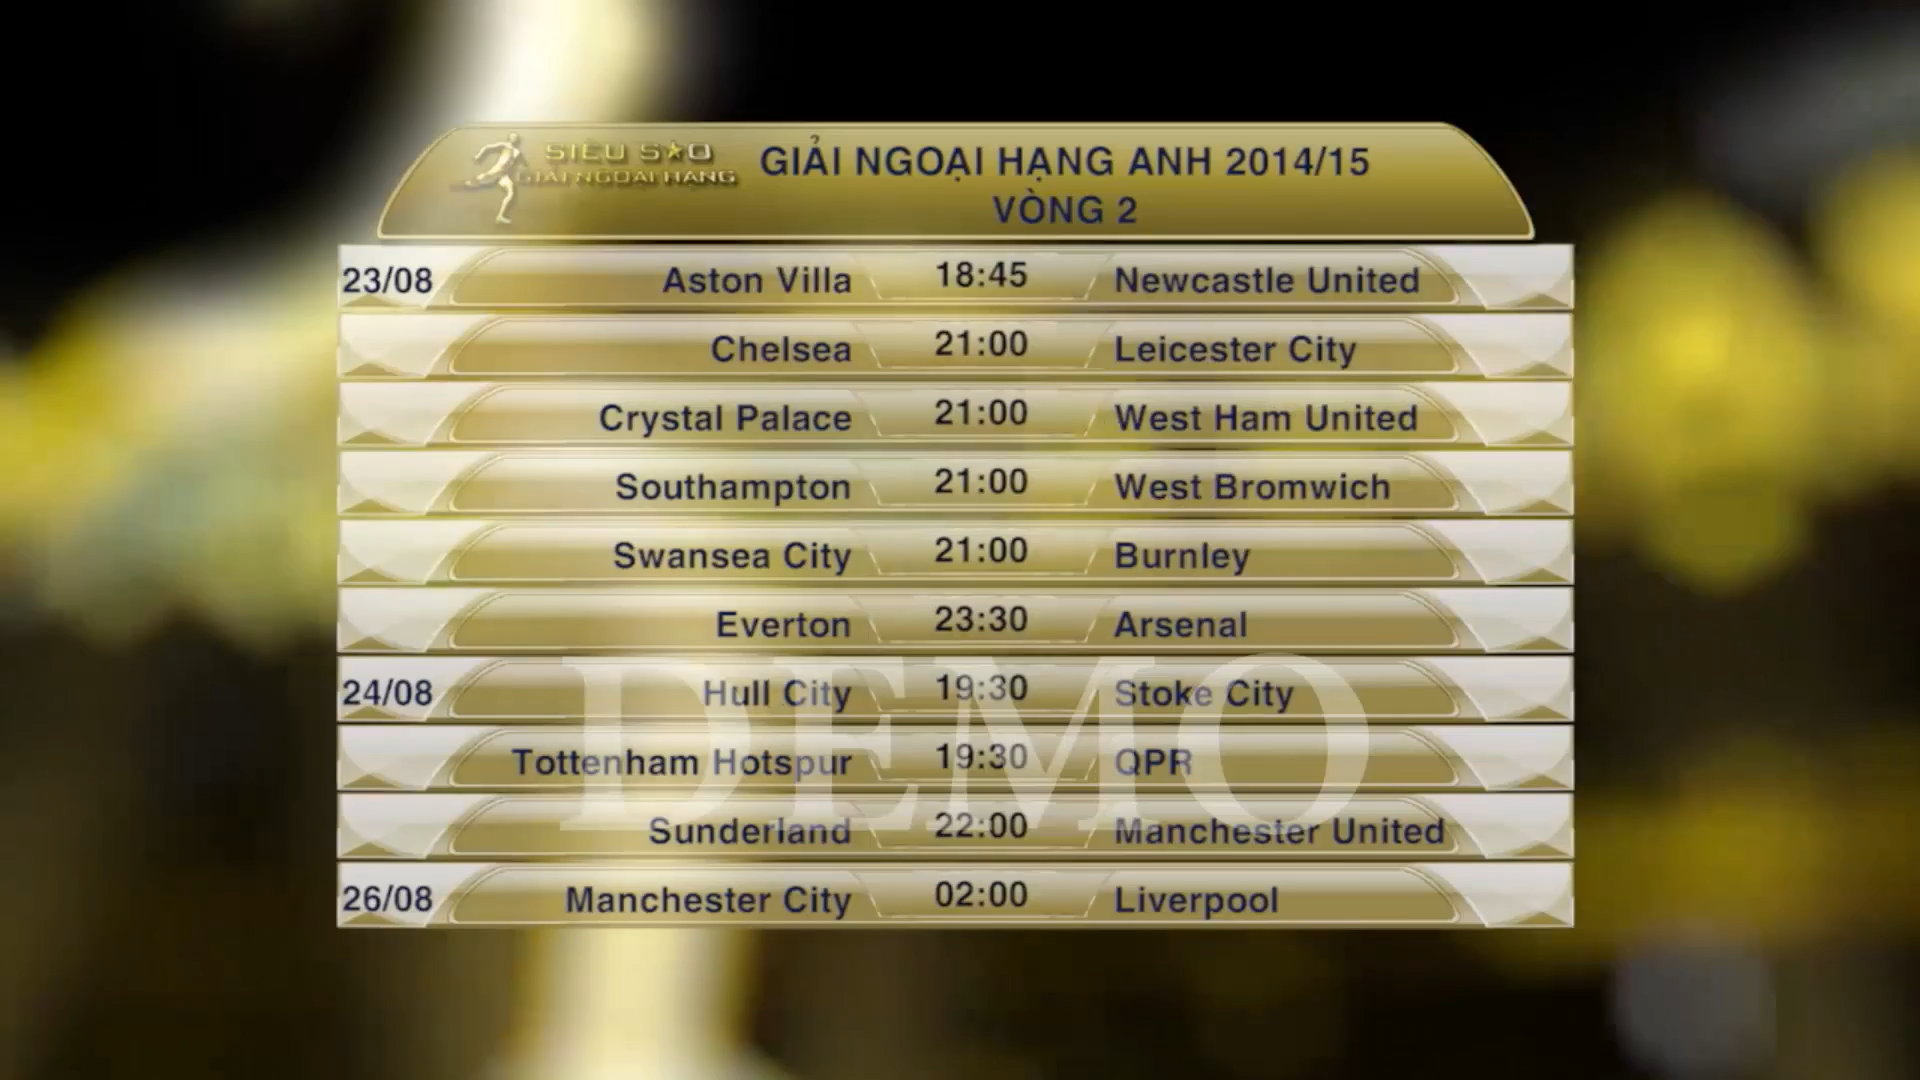 SIÊU SAO
GIẢI NGOẠI HẠNG
GIẢI NGOẠI HẠNG ANH 2014/15
VÒNG 2
23/08 Aston Villa 18:45 Newcastle United
Chelsea 21:00 Leicester City
Crystal Palace 21:00 West Ham United
Southampton 21:00 West Bromwich
Swansea City 21:00 Burnley
Everton 23:30 Arsenal
24/08 Hull City 19:30 Stoke City
Tottenham Hotspur 19:30 QPR
Sunderland 22:00 Manchester United
26/08 Manchester City 02:00 Liverpool
DEMO